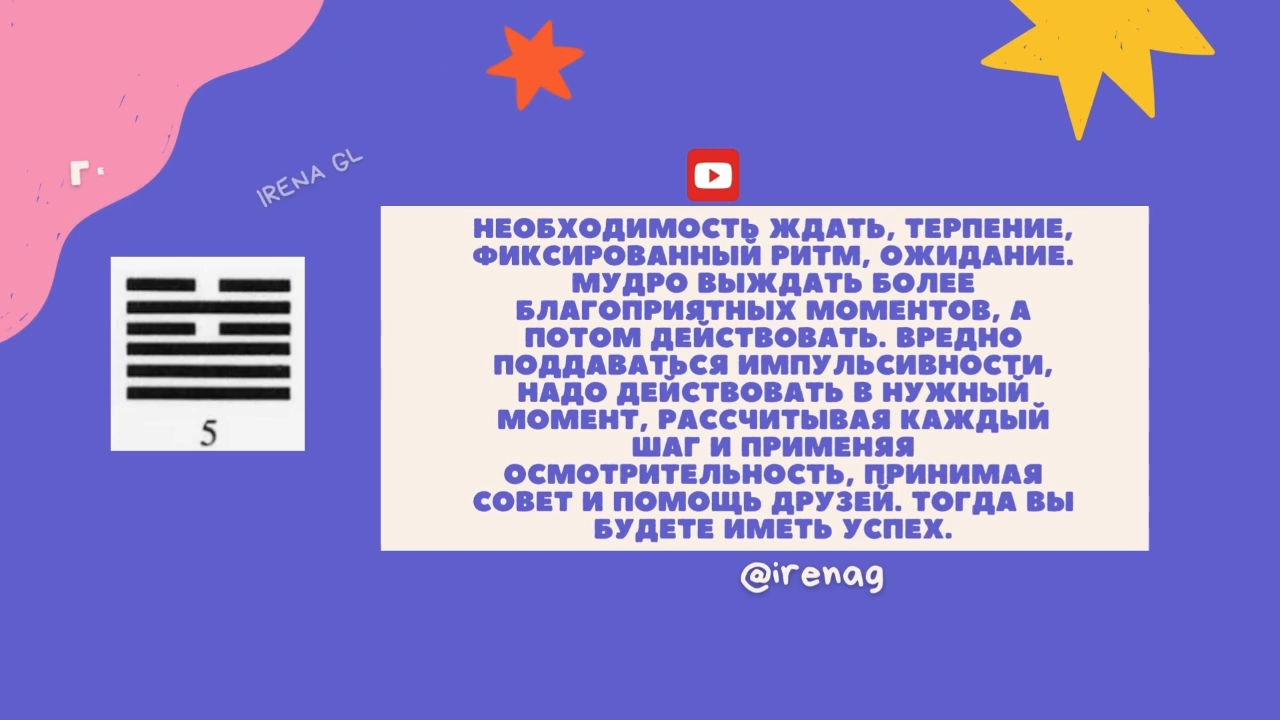 г.
IRENA GL
НЕОБХОДИМОСТЬ ЖДАТЬ, ТЕРПЕНИЕ,
ФИКСИРОВАННЫЙ РИТМ, ОЖИДАНИЕ.
МУДРО ВЫЖДАТЬ БОЛЕЕ
БЛАГОПРИЯТНЫХ МОМЕНТОВ, А
ПОТОМ ДЕЙСТВОВАТЬ. ВРЕДНО
ПОДДАВАТЬСЯ ИМПУЛЬСИВНОСТИ,
НАДО ДЕЙСТВОВАТЬ В НУЖНЫЙ
МОМЕНТ, РАССЧИТЫВАЯ КАЖДЫЙ
ШАГ И ПРИМЕНЯЯ
ОСМОТРИТЕЛЬНОСТЬ, ПРИНИМАЯ
СОВЕТ И ПОМОЩЬ ДРУЗЕЙ. ТОГДА ВЫ
БУДЕТЕ ИМЕТЬ УСПЕХ.
5
@irenag